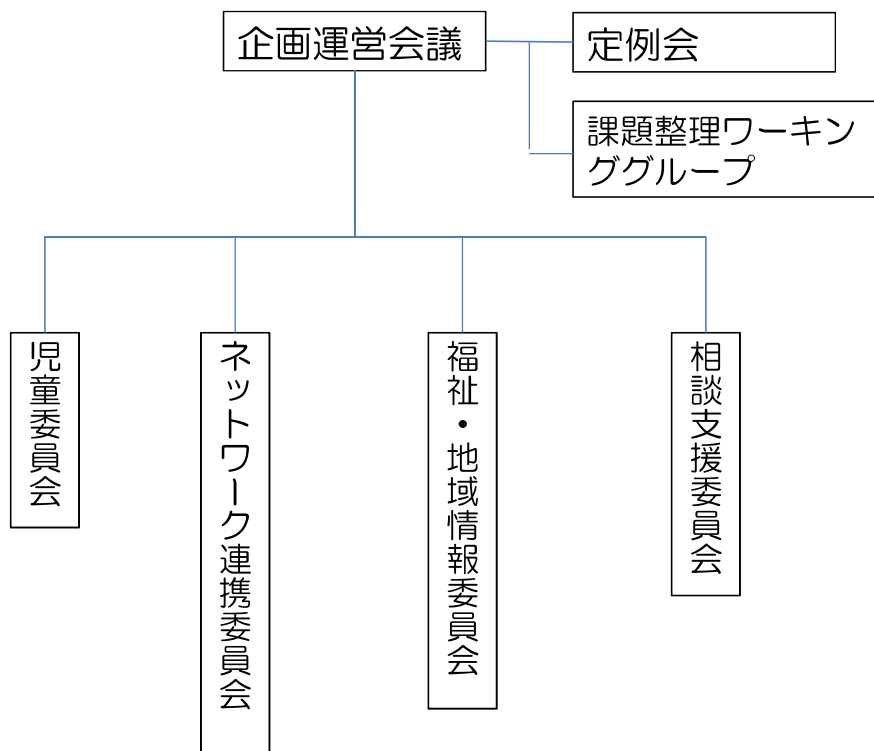 企画運営会議
定例会
課題整理ワーキン
ググループ
児童委員会
ネットワーク連携委員会
福祉・地域情報委員会
相談支援委員会